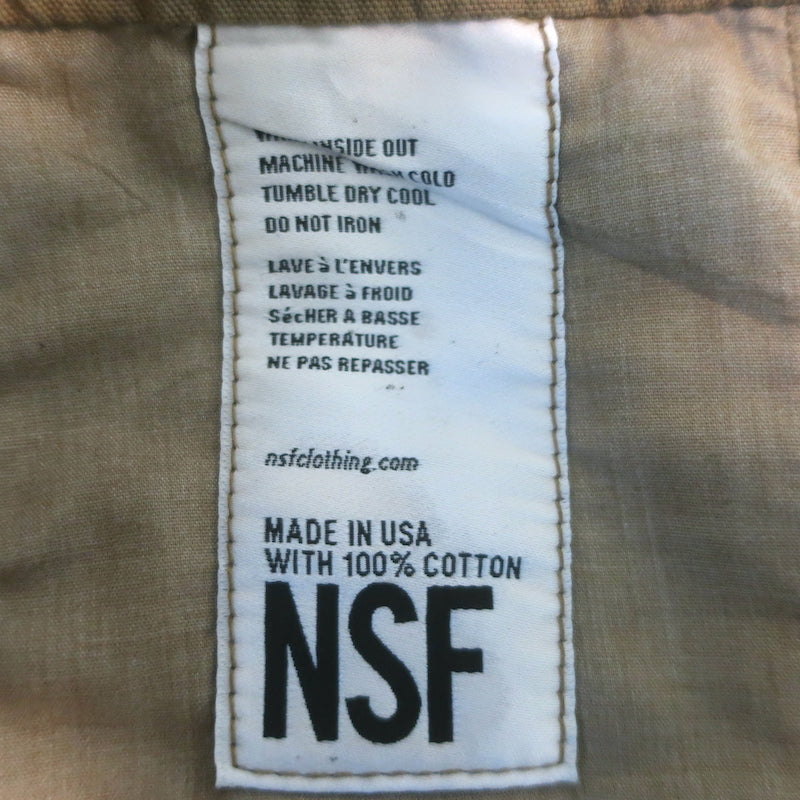 INSIDE OUT
MACHINE WASH COLD
TUMBLE DRY COOL
DO NOT IRON
LAVE à L'ENVERS
LAVAGE à FROID
SécHER A BASSE
TEMPERATURE
NE PAS REPASSER
nsfclothing.com
MADE IN USA
WITH 100% COTTON
NSF